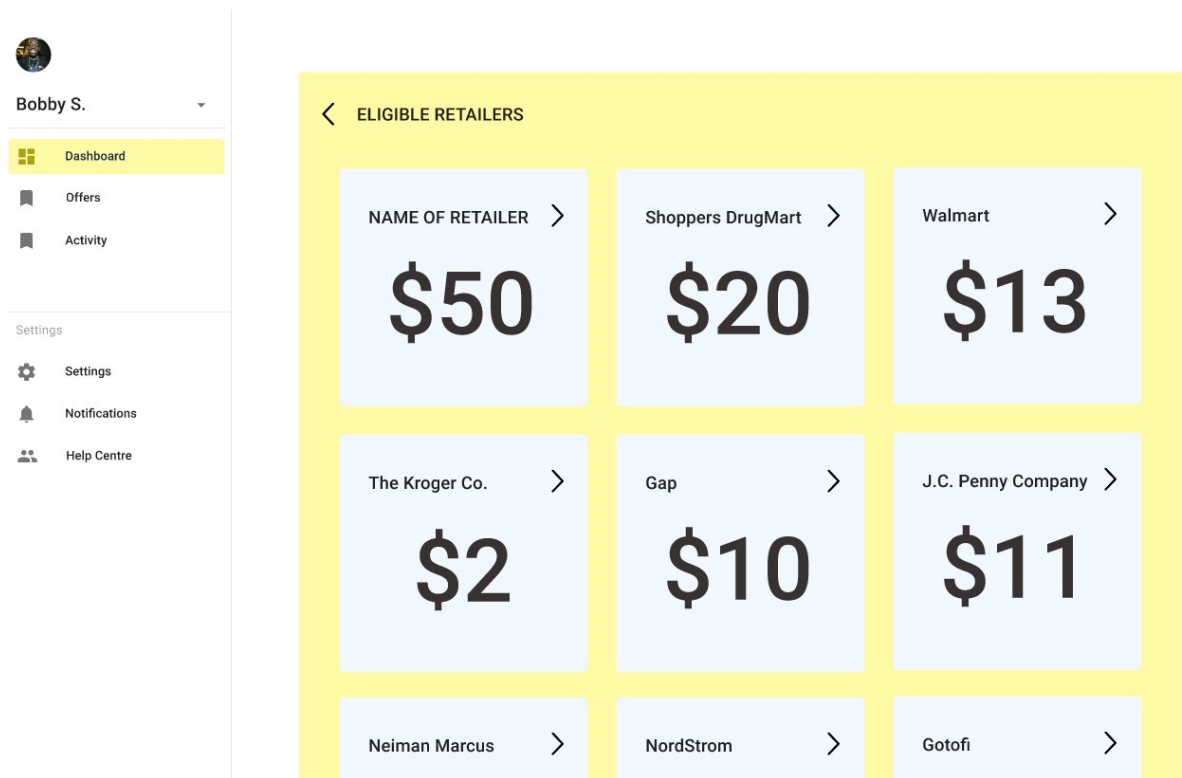 Bobby S.
Dashboard
Offers
Activity
Settings
Settings
Notifications
Help Centre
ELIGIBLE RETAILERS
NAME OF RETAILER
$50
Shoppers DrugMart
$20
Walmart
$13
The Kroger Co.
$2
Gap
$10
J.C. Penny Company
$11
Neiman Marcus
NordStrom
Gotofi